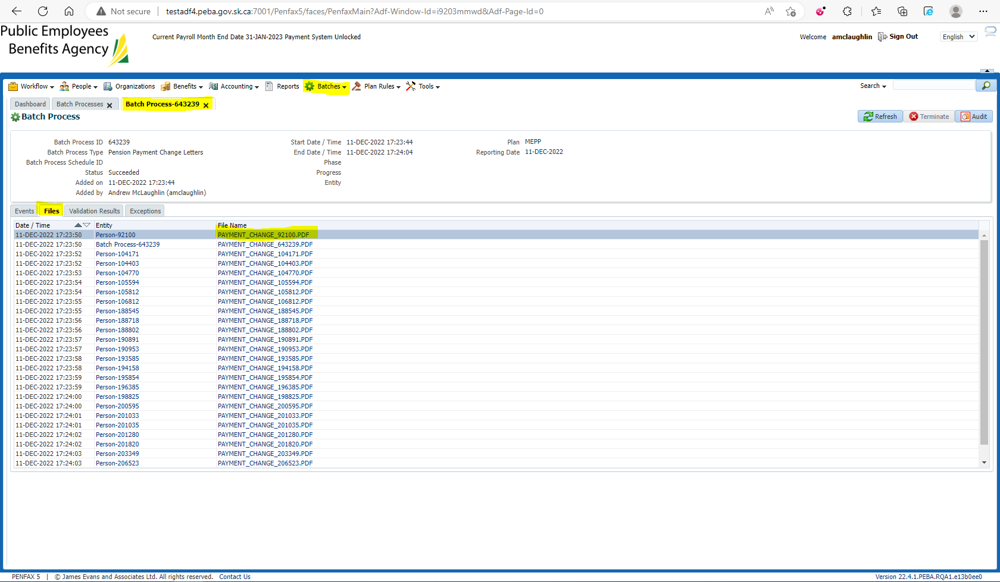 Not secure | testadf4.peba.gov.sk.ca:7001/Penfax5/faces/PenfaxMain?Adf-Window-Id=i9203mmwd&Adf-Page-Id=0
Public Employees
Benefits Agency
Current Payroll Month End Date 31-JAN-2023 Payment System Unlocked
Welcome amclaughlin Sign Out English
Workflow People Organizations Benefits Accounting Reports Batches Plan Rules Tools Search
Dashboard Batch Processes Batch Process-643239
Batch Process Refresh Terminate Audit
Batch Process ID 643239 Start Date / Time 11-DEC-2022 17:23:44 Plan MEPP
Batch Process Type Pension Payment Change Letters End Date / Time 11-DEC-2022 17:24:04 Reporting Date 11-DEC-2022
Batch Process Schedule ID Phase
Status Succeeded Progress
Added on 11-DEC-2022 17:23:44 Entity
Added by Andrew McLaughlin (amclaughlin)
Events Files Validation Results Exceptions
Date / Time Entity File Name
11-DEC-2022 17:23:50 Person-92100 PAYMENT_CHANGE_92100.PDF
11-DEC-2022 17:23:50 Batch Process-643239 PAYMENT_CHANGE_643239.PDF
11-DEC-2022 17:23:52 Person-104171 PAYMENT_CHANGE_104171.PDF
11-DEC-2022 17:23:52 Person-104403 PAYMENT_CHANGE_104403.PDF
11-DEC-2022 17:23:53 Person-104770 PAYMENT_CHANGE_104770.PDF
11-DEC-2022 17:23:54 Person-105594 PAYMENT_CHANGE_105594.PDF
11-DEC-2022 17:23:54 Person-105812 PAYMENT_CHANGE_105812.PDF
11-DEC-2022 17:23:55 Person-106812 PAYMENT_CHANGE_106812.PDF
11-DEC-2022 17:23:55 Person-188545 PAYMENT_CHANGE_188545.PDF
11-DEC-2022 17:23:56 Person-188718 PAYMENT_CHANGE_188718.PDF
11-DEC-2022 17:23:56 Person-188802 PAYMENT_CHANGE_188802.PDF
11-DEC-2022 17:23:57 Person-190891 PAYMENT_CHANGE_190891.PDF
11-DEC-2022 17:23:57 Person-190953 PAYMENT_CHANGE_190953.PDF
11-DEC-2022 17:23:58 Person-193585 PAYMENT_CHANGE_193585.PDF
11-DEC-2022 17:23:58 Person-194158 PAYMENT_CHANGE_194158.PDF
11-DEC-2022 17:23:59 Person-195854 PAYMENT_CHANGE_195854.PDF
11-DEC-2022 17:23:59 Person-196385 PAYMENT_CHANGE_196385.PDF
11-DEC-2022 17:24:00 Person-198825 PAYMENT_CHANGE_198825.PDF
11-DEC-2022 17:24:00 Person-200595 PAYMENT_CHANGE_200595.PDF
11-DEC-2022 17:24:01 Person-201033 PAYMENT_CHANGE_201033.PDF
11-DEC-2022 17:24:01 Person-201035 PAYMENT_CHANGE_201035.PDF
11-DEC-2022 17:24:02 Person-201280 PAYMENT_CHANGE_201280.PDF
11-DEC-2022 17:24:02 Person-201820 PAYMENT_CHANGE_201820.PDF
11-DEC-2022 17:24:03 Person-203349 PAYMENT_CHANGE_203349.PDF
11-DEC-2022 17:24:03 Person-206523 PAYMENT_CHANGE_206523.PDF
PENFAX 5 | © James Evans and Associates Ltd. All rights reserved. Contact Us Version 22.4.1.PEBA.RQA1.e13b0ee0